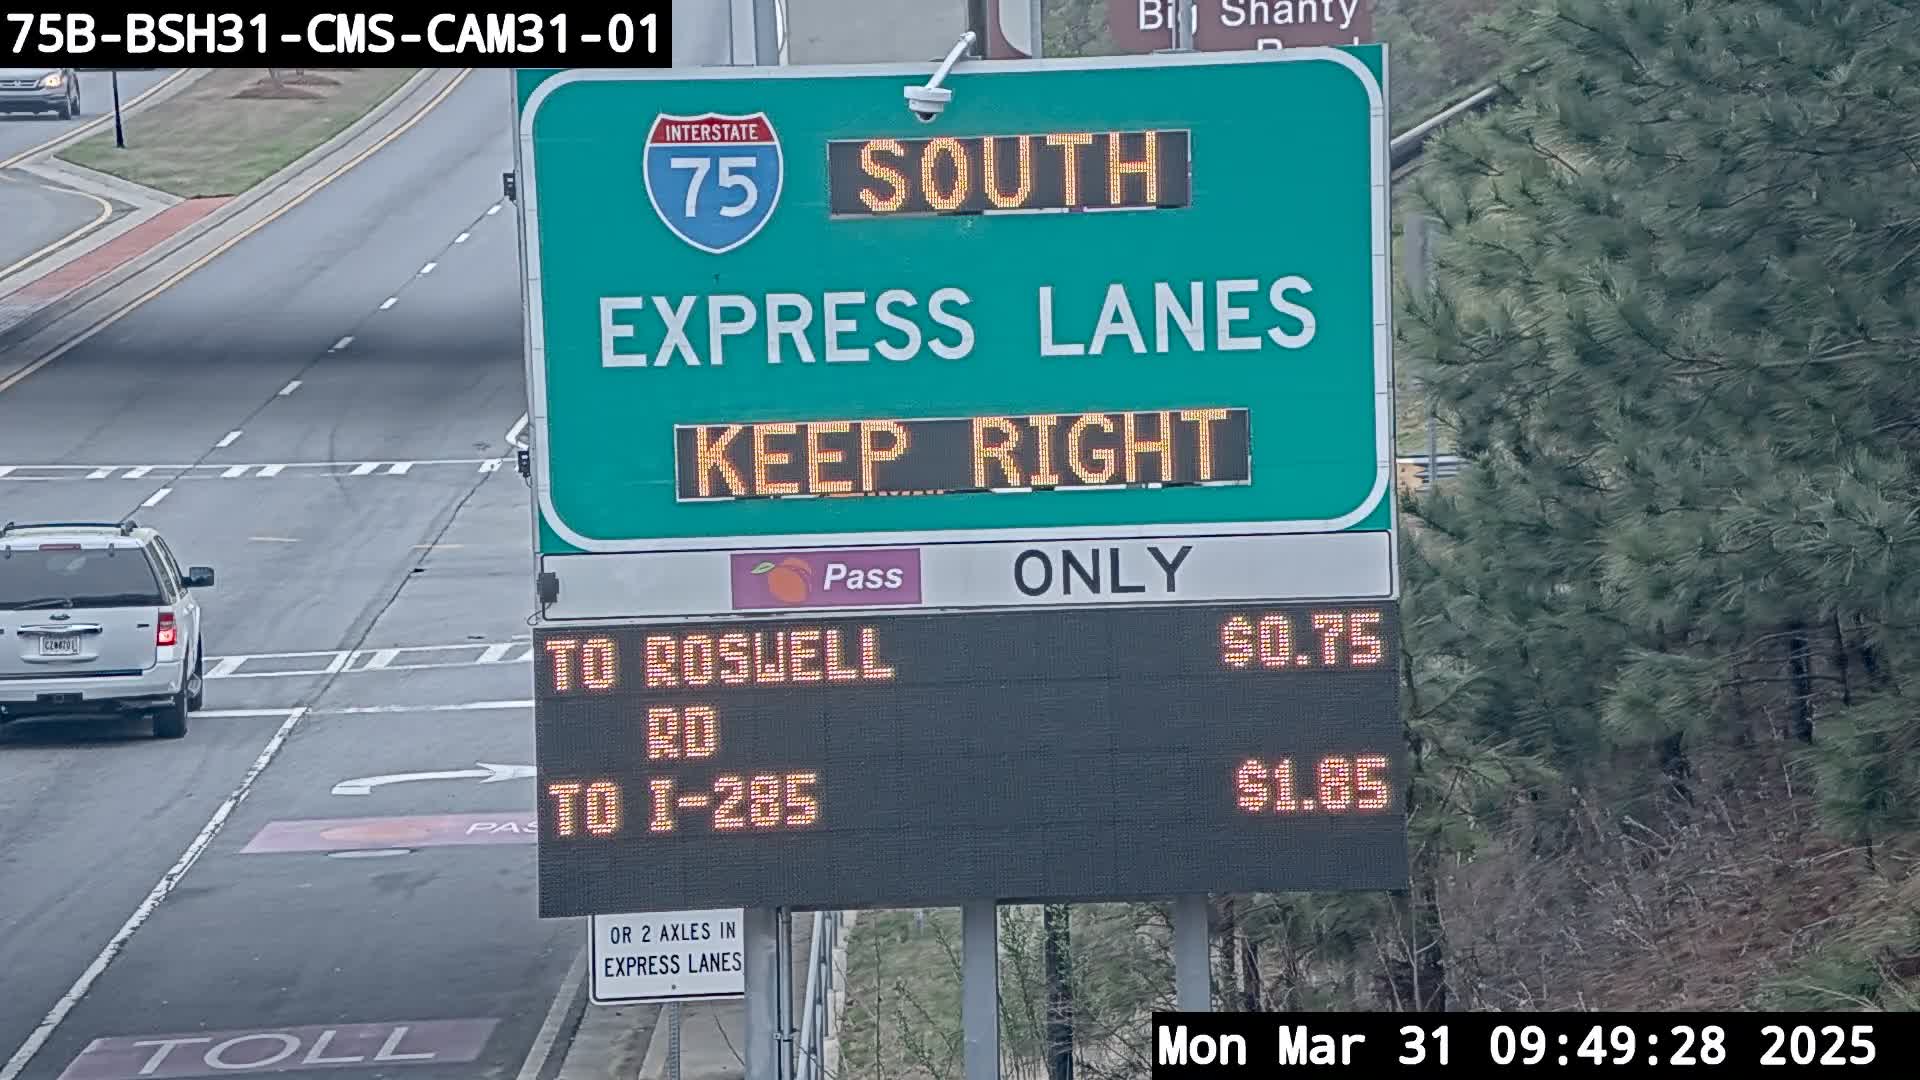 75B-BSH31-CMS-CAM31-01
Big Shanty
INTERSTATE
75
SOUTH
EXPRESS LANES
KEEP RIGHT
Pass ONLY
TO ROSWELL $0.75
RD
TO I-285 $1.85
OR 2 AXLES IN
EXPRESS LANES
TOLL
Mon Mar 31 09:49:28 2025